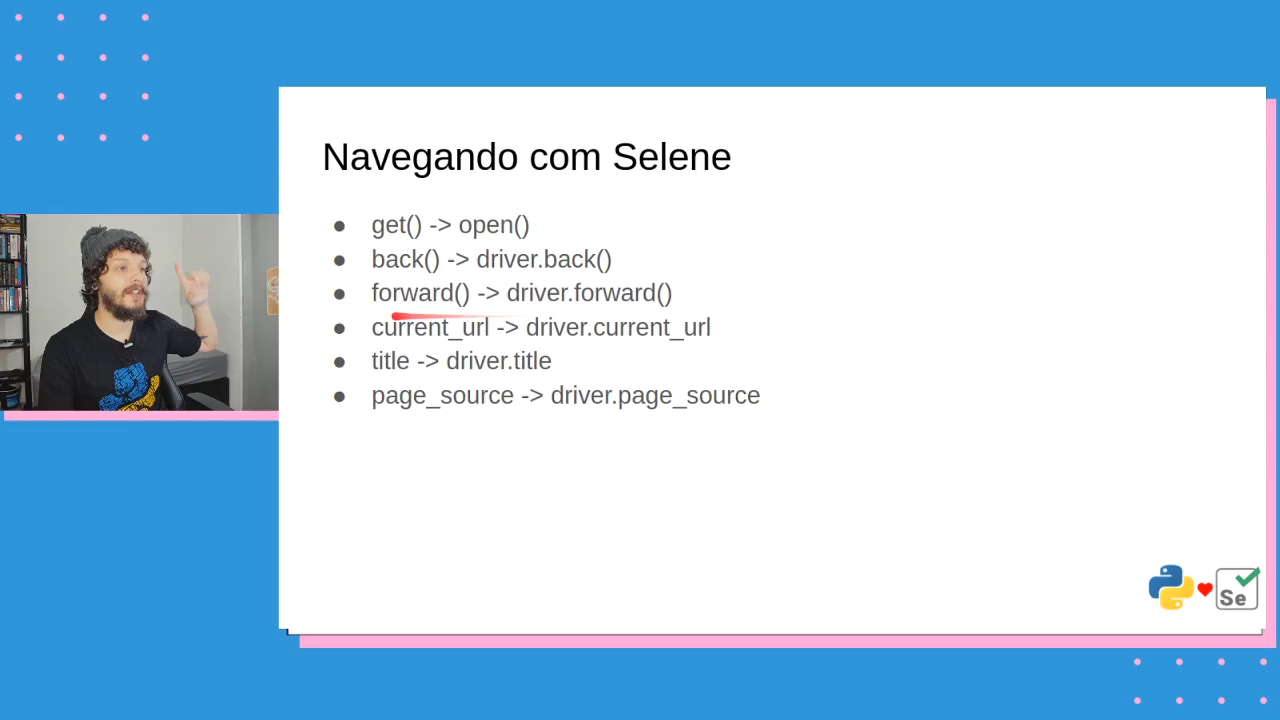 Navegando com Selene
● get() -> open()
● back() -> driver.back()
● forward() -> driver.forward()
● current_url -> driver.current_url
● title -> driver.title
● page_source -> driver.page_source
Se